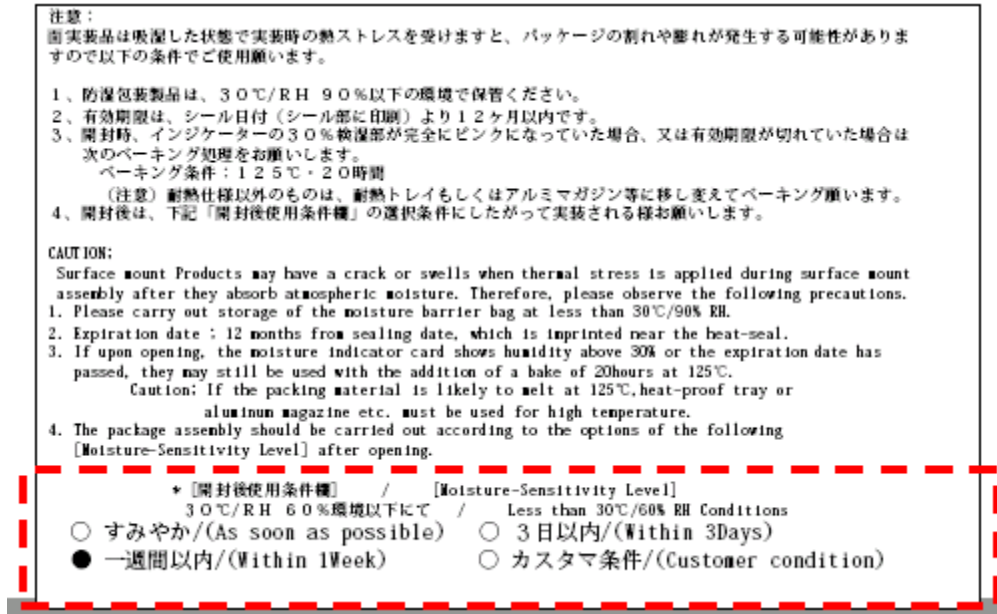 注意：
面実装品は吸湿した状態で実装時の熱ストレスを受けますと、パッケージの割れや膨れが発生する可能性がありま
すので以下の条件でご使用願います。
１、防湿包装製品は、３０℃/ＲＨ ９０％以下の環境で保管ください。
２、有効期限は、シール日付（シール部に印刷）より１２ヶ月以内です。
３、開封時、インジケーターの３０％検湿部が完全にピンクになっていた場合、又は有効期限が切れていた場合は
次のベーキング処理をお願いします。
ベーキング条件：１２５℃・２０時間
（注意）耐熱仕様以外のものは、耐熱トレイもしくはアルミマガジン等に移し変えてベーキング願います。
４、開封後は、下記「開封後使用条件欄」の選択条件にしたがって実装される様お願いします。
CAUTION;
Surface mount Products may have a crack or swells when thermal stress is applied during surface mount
assembly after they absorb atmospheric moisture. Therefore, please observe the following precautions.
1. Please carry out storage of the moisture barrier bag at less than 30℃/90% RH.
2. Expiration date ; 12 months from sealing date, which is imprinted near the heat-seal.
3. If upon opening, the moisture indicator card shows humidity above 30% or the expiration date has
passed, they may still be used with the addition of a bake of 20hours at 125℃.
Caution; If the packing material is likely to melt at 125℃,heat-proof tray or
aluminum magazine etc. must be used for high temperature.
4. The package assembly should be carried out according to the options of the following
[Moisture-Sensitivity Level] after opening.
* [開封後使用条件欄] / [Moisture-Sensitivity Level]
３０℃/ＲＨ ６０％環境以下にて / Less than 30℃/60% RH Conditions
○ すみやか/(As soon as possible) ○ ３日以内/(Within 3Days)
● 一週間以内/(Within 1Week) ○ カスタマ条件/(Customer condition)